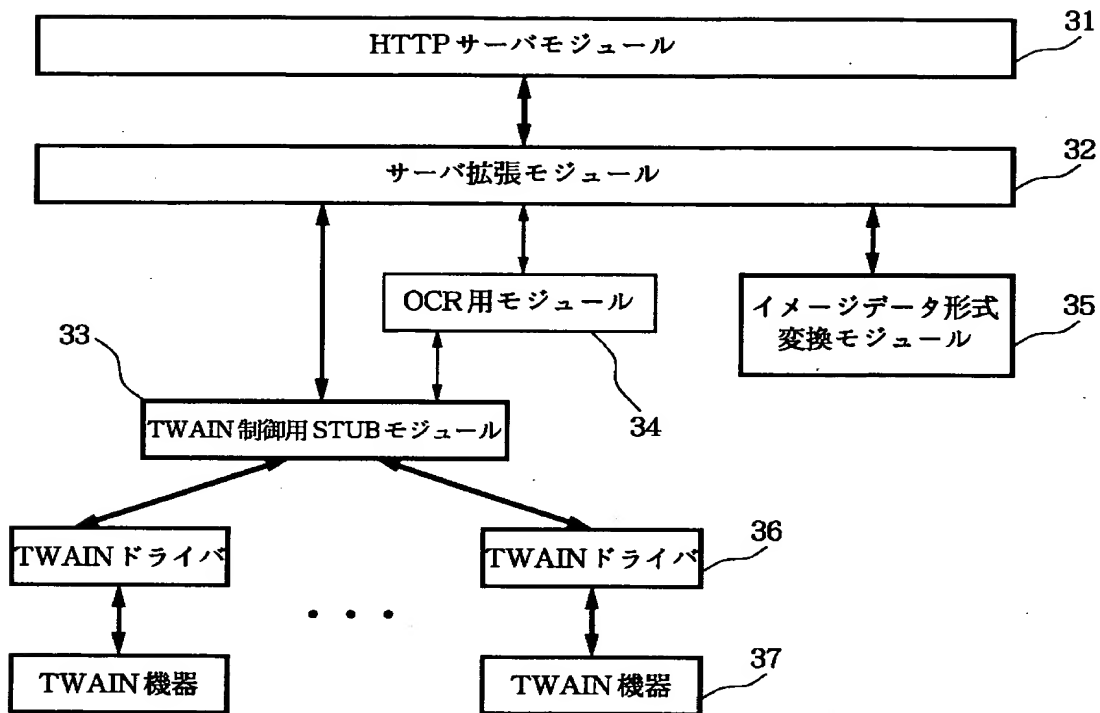 HTTPサーバモジュール
31
サーバ拡張モジュール
32
OCR用モジュール
34
イメージデータ形式
変換モジュール
35
33
TWAIN制御用STUBモジュール
TWAINドライバ
TWAINドライバ
36
・・・
TWAIN機器
TWAIN機器
37